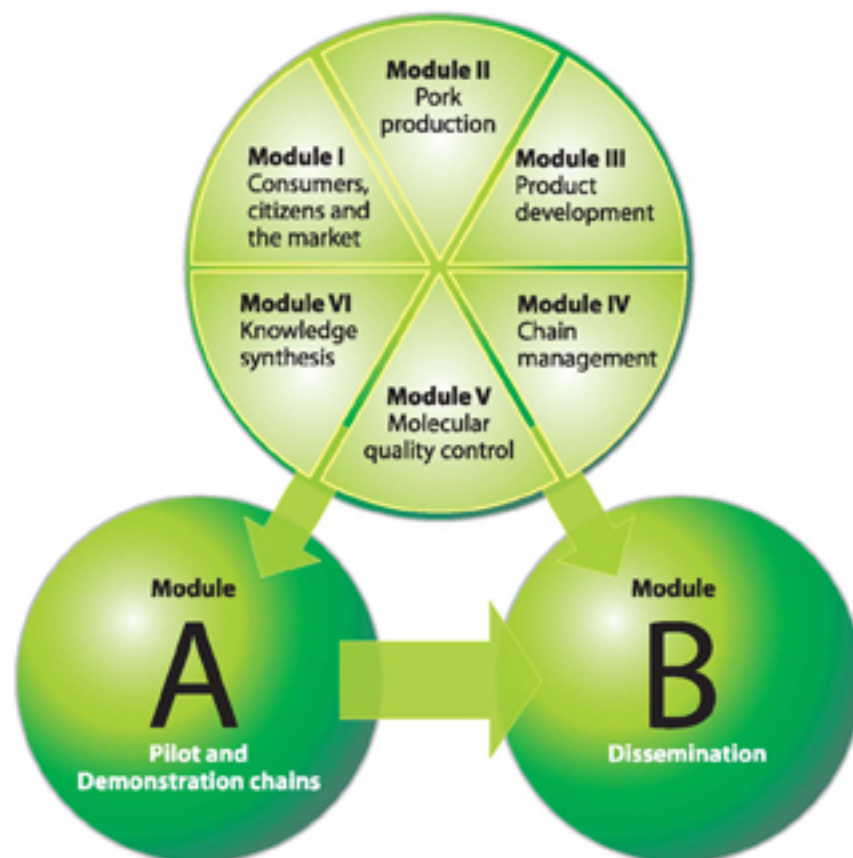 Module II
Pork
production
Module I
Consumers,
citizens and
the market
Module III
Product
development
Module VI
Knowledge
synthesis
Module IV
Chain
management
Module V
Molecular
quality control
Module
A
Pilot and
Demonstration chains
Module
B
Dissemination